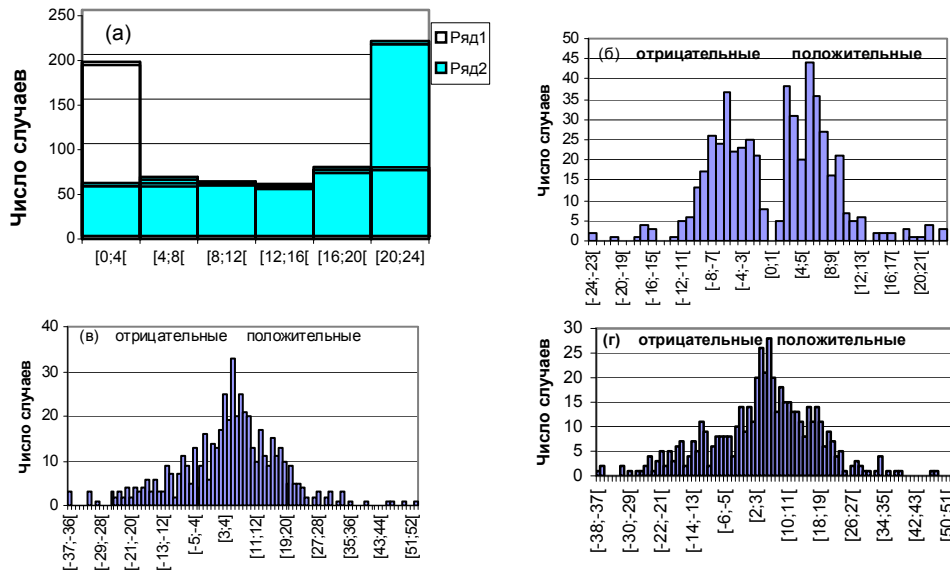 (а)
Число случаев
250
200
150
100
50
0
[0;4[ [4;8[ [8;12[ [12;16[ [16;20[ [20;24]
Ряд1
Ряд2
(б) отрицательные положительные
Число случаев
50
45
40
35
30
25
20
15
10
5
0
[-24;-23[ [-20;-19[ [-16;-15[ [-12;-11[ [-8;-7[ [-4;-3[ [0;1[ [4;5[ [8;9[ [12;13[ [16;17[ [20;21[
(в) отрицательные положительные
Число случаев
40
30
20
10
0
[-37;-36[ [-29;-28[ [-21;-20[ [-13;-12[ [-5;-4[ [3;4[ [11;12[ [19;20[ [27;28[ [35;36[ [43;44[ [51;52[
(г) отрицательные положительные
Число случаев
30
25
20
15
10
5
0
[-38;-37[ [-30;-29[ [-22;-21[ [-14;-13[ [-6;-5[ [2;3[ [10;11[ [18;19[ [26;27[ [34;35[ [42;43[ [50;51[